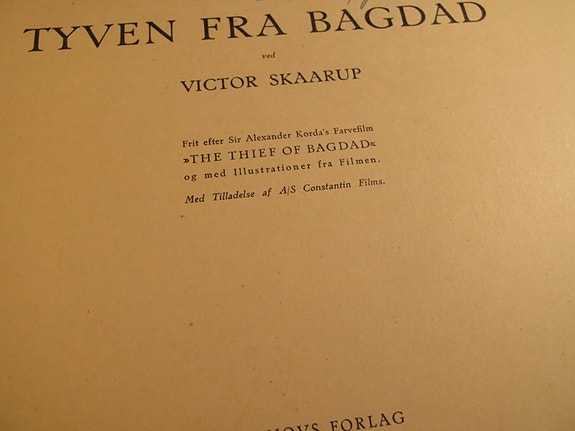 TYVEN FRA BAGDAD
ved
VICTOR SKAARUP
Frit efter Sir Alexander Korda's Farvefilm
»THE THIEF OF BAGDAD«
og med Illustrationer fra Filmen.
Med Tilladelse af A/S Constantin Films.
FORLAG